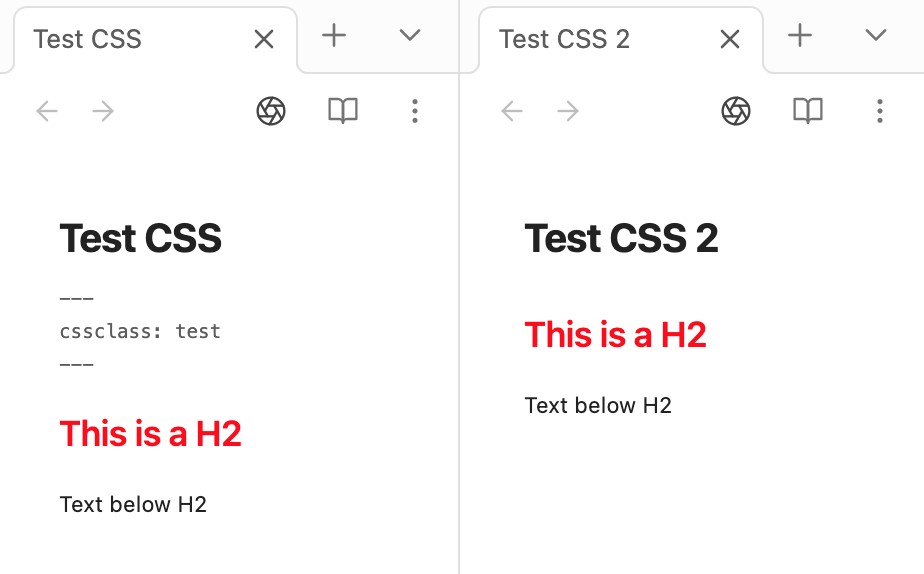 Test CSS
Test CSS 2
Test CSS
---
cssclass: test
---
This is a H2
Text below H2
Test CSS 2
This is a H2
Text below H2